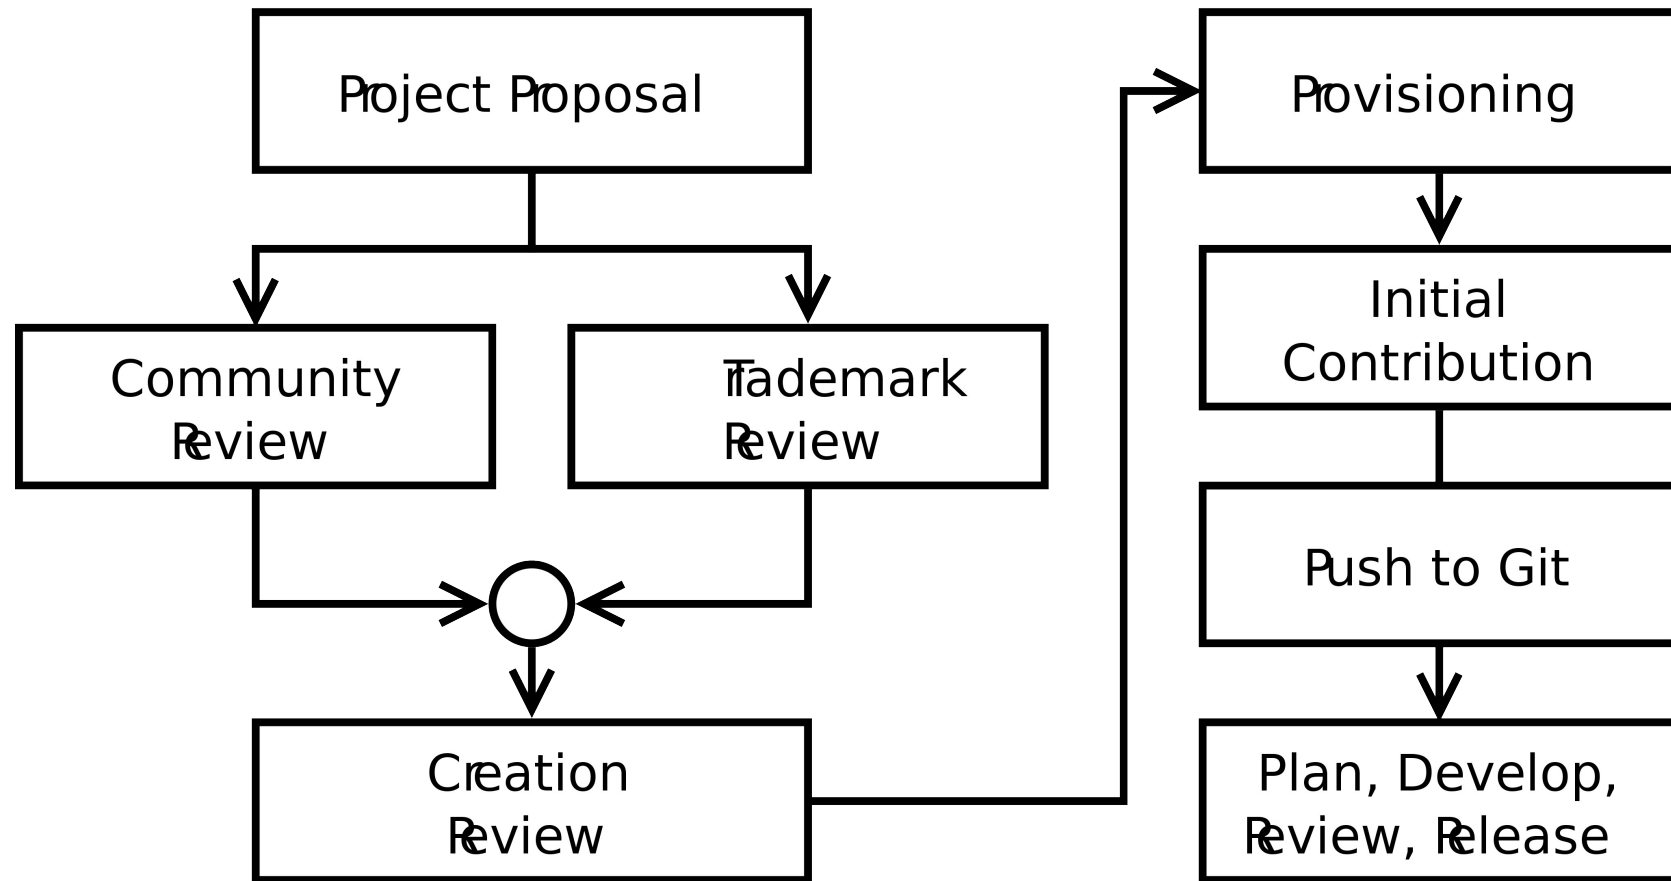 Project Proposal
Community
Review
Trademark
Review
Creation
Review
Provisioning
Initial
Contribution
Push to Git
Plan, Develop,
Review, Release